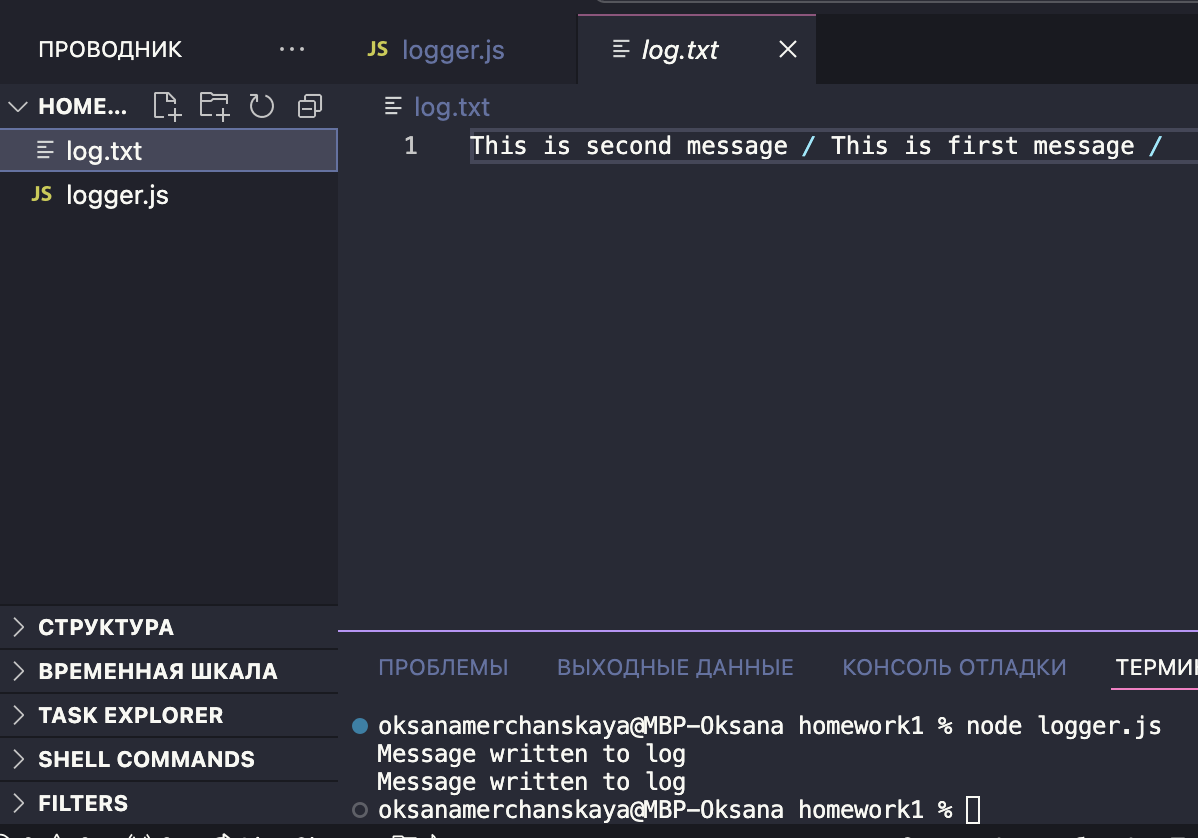 ПРОВОДНИК ···
JS logger.js
log.txt
HOME...
log.txt
JS logger.js
log.txt
1 This is second message / This is first message /
СТРУКТУРА
ВРЕМЕННАЯ ШКАЛА
TASK EXPLORER
SHELL COMMANDS
FILTERS
ПРОБЛЕМЫ ВЫХОДНЫЕ ДАННЫЕ КОНСОЛЬ ОТЛАДКИ ТЕРМИ
oksanamerchanskaya@MBP-Oksana homework1 % node logger.js
Message written to log
Message written to log
oksanamerchanskaya@MBP-Oksana homework1 %